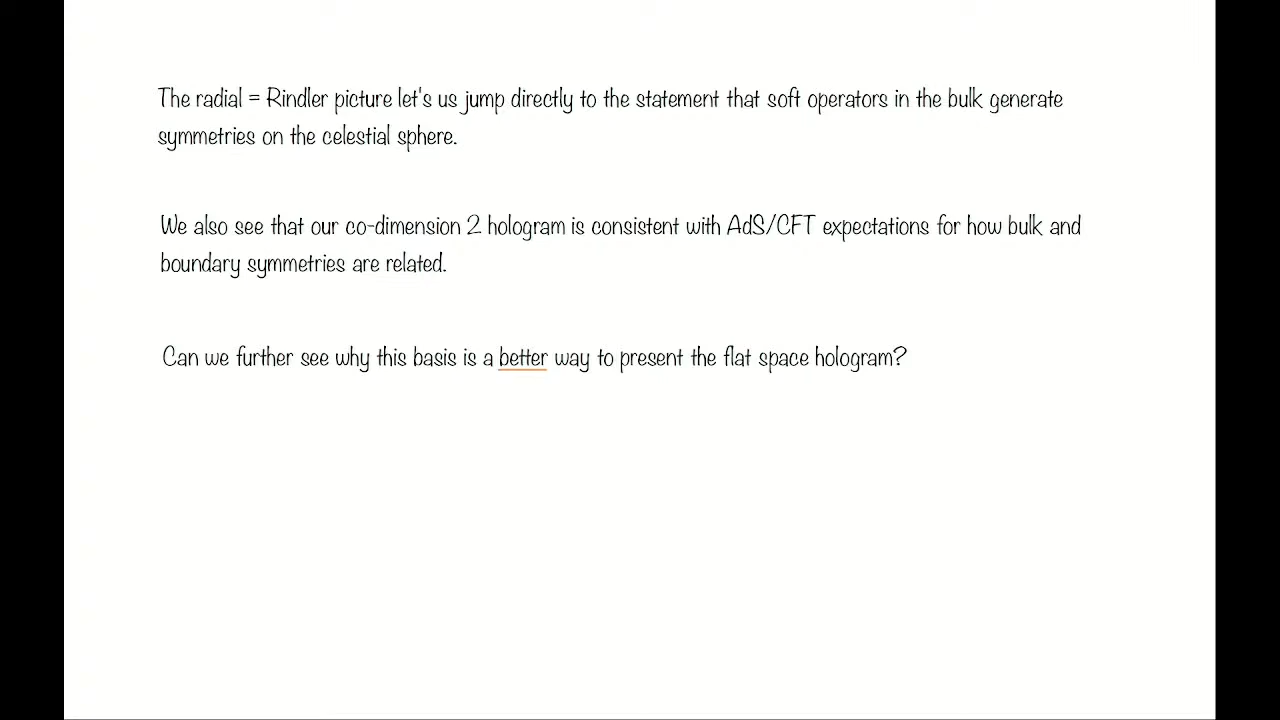 The radial = Rindler picture let's us jump directly to the statement that soft operators in the bulk generate
symmetries on the celestial sphere.
We also see that our co-dimension 2 hologram is consistent with AdS/CFT expectations for how bulk and
boundary symmetries are related.
Can we further see why this basis is a better way to present the flat space hologram?